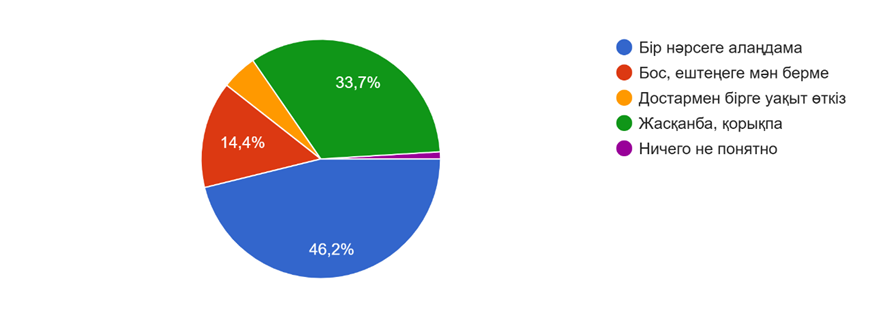 33,7%
14,4%
46,2%
Бір нәрсеге алаңдама
Бос, ештеңеге мән берме
Достармен бірге уақыт өткіз
Жасқанба, қорықпа
Ничего не понятно